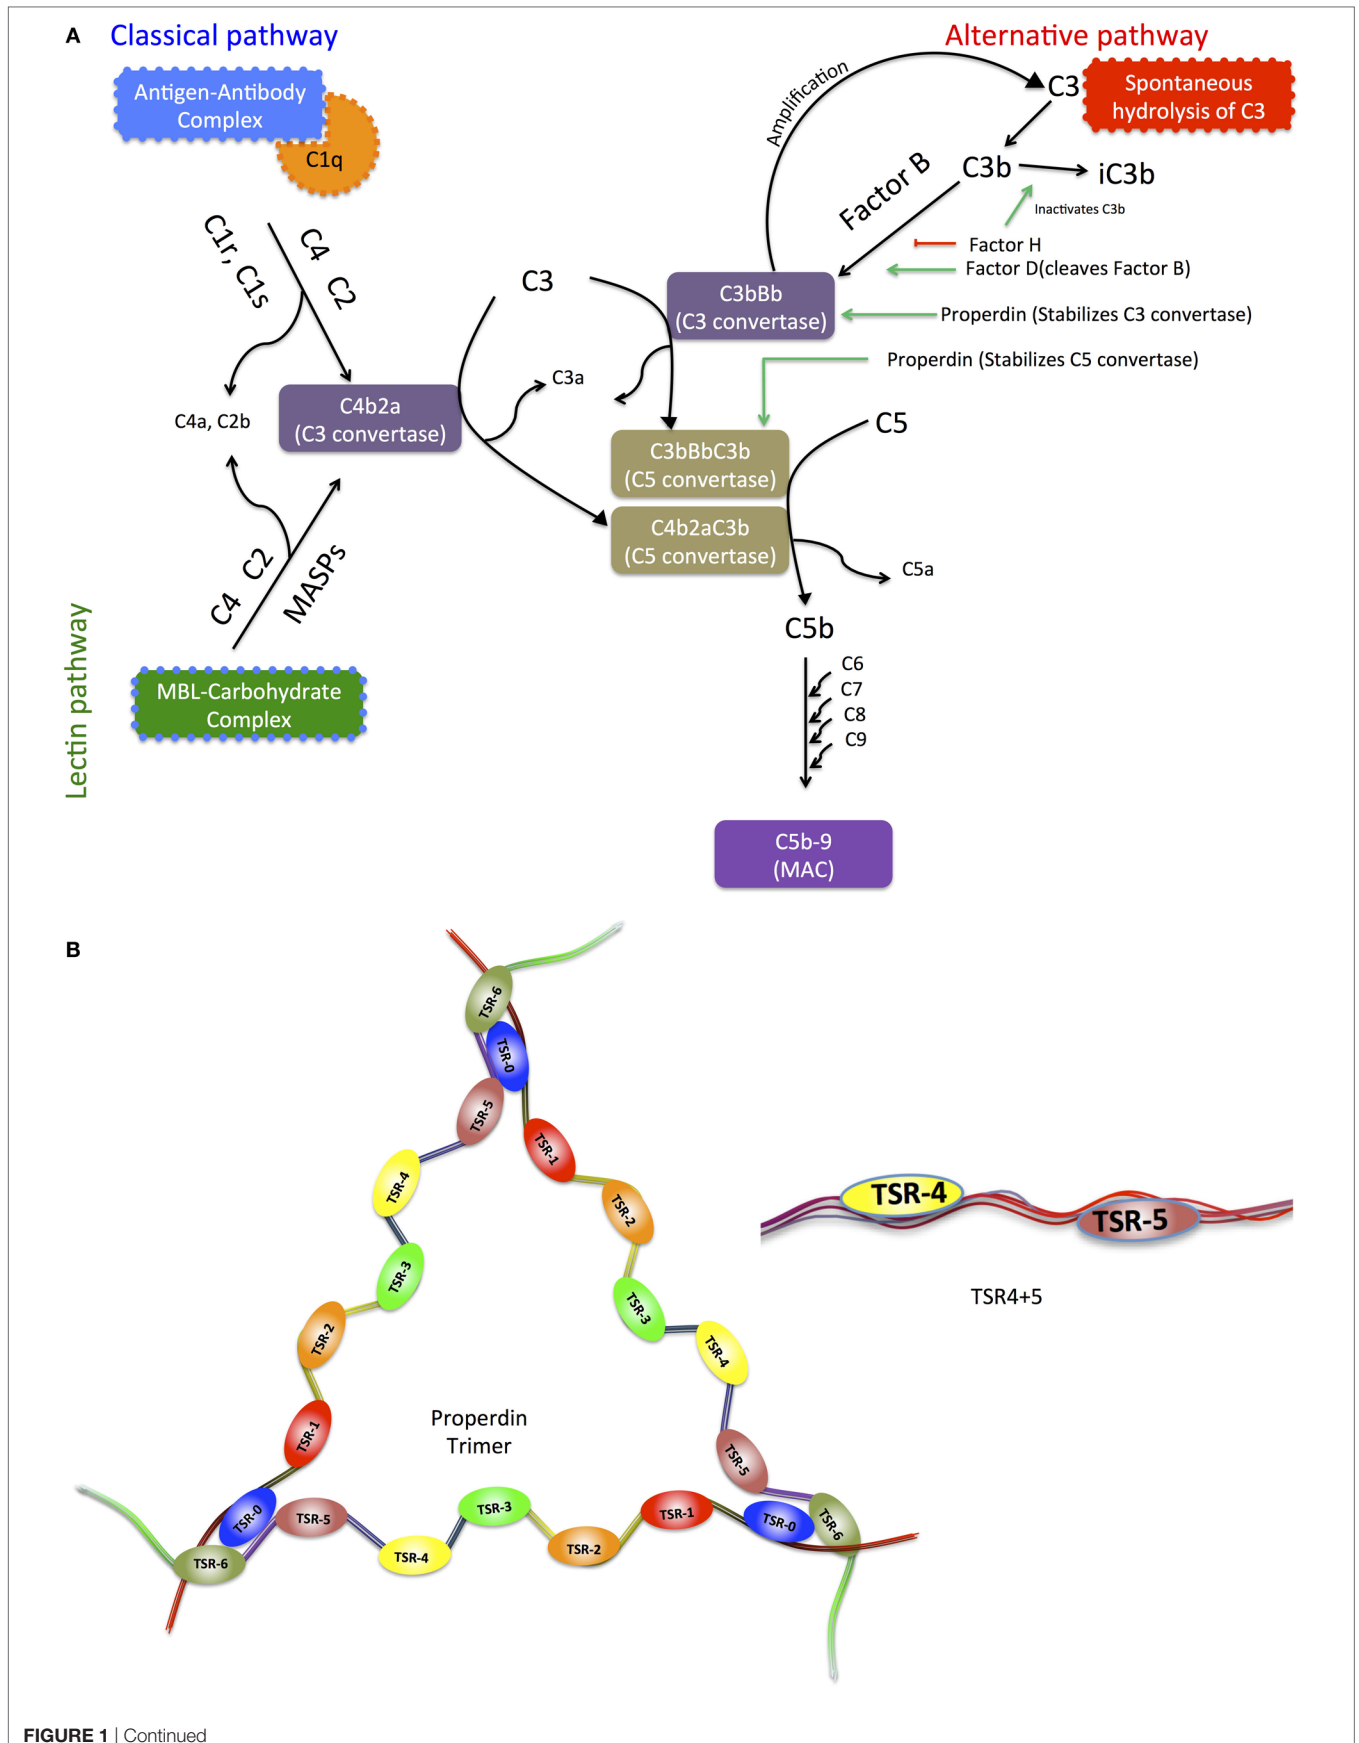 A
Classical pathway
Alternative pathway
Antigen-Antibody
Complex
C1q
Amplification
C3
Spontaneous
hydrolysis of C3
C3b
iC3b
Factor B
Inactivates C3b
Factor H
Factor D(cleaves Factor B)
C1r, C1s
C4 C2
C3
C3bBb
(C3 convertase)
Properdin (Stabilizes C3 convertase)
Properdin (Stabilizes C5 convertase)
C3a
C4a, C2b
C4b2a
(C3 convertase)
C5
C3bBbC3b
(C5 convertase)
C4b2aC3b
(C5 convertase)
C5a
C4 C2
MASPs
C5b
Lectin pathway
MBL-Carbohydrate
Complex
C6
C7
C8
C9
C5b-9
(MAC)
B
TSR-6
TSR-0
TSR-5
TSR-1
TSR-4
TSR-2
TSR-3
TSR-3
TSR-2
TSR-4
TSR-1
TSR-5
TSR-4
TSR-5
TSR4+5
Properdin
Trimer
TSR-0
TSR-5
TSR-3
TSR-1
TSR-0
TSR-6
TSR-6
TSR-4
TSR-2
FIGURE 1 | Continued